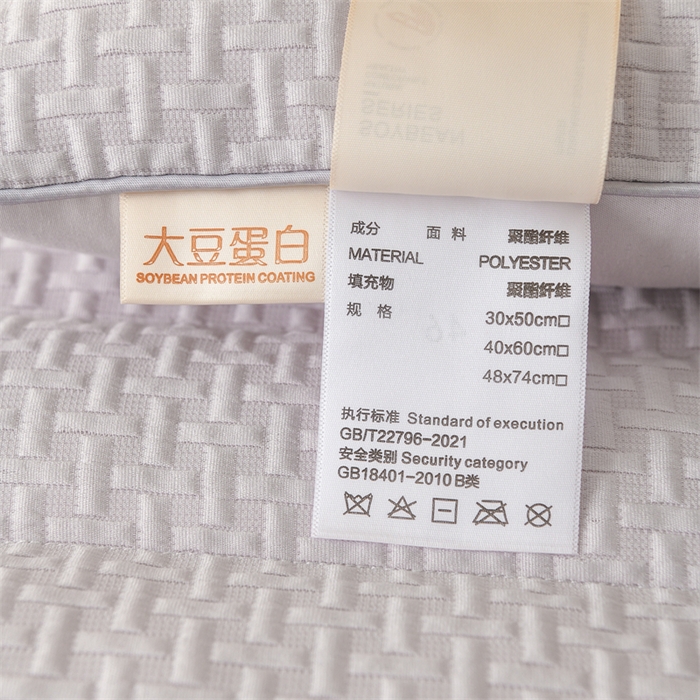 SOYBEAN
SERIES
大豆蛋白
SOYBEAN PROTEIN COATING
成分 面料 聚酯纤维
MATERIAL POLYESTER
填充物 聚酯纤维
规格 30x50cm□
40x60cm□
48x74cm□
执行标准 Standard of execution
GB/T22796-2021
安全类别 Security category
GB18401-2010 B类